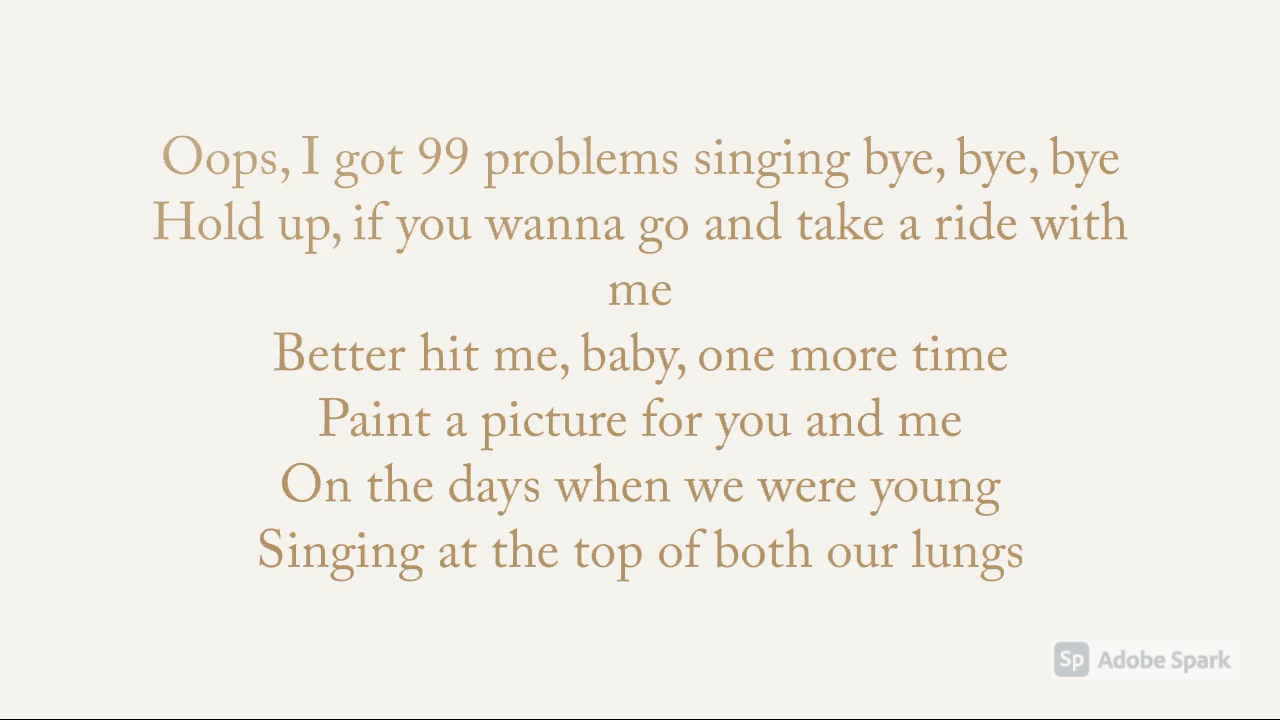 Oops, I got 99 problems singing bye, bye, bye
Hold up, if you wanna go and take a ride with
me
Better hit me, baby, one more time
Paint a picture for you and me
On the days when we were young
Singing at the top of both our lungs
Sp Adobe Spark